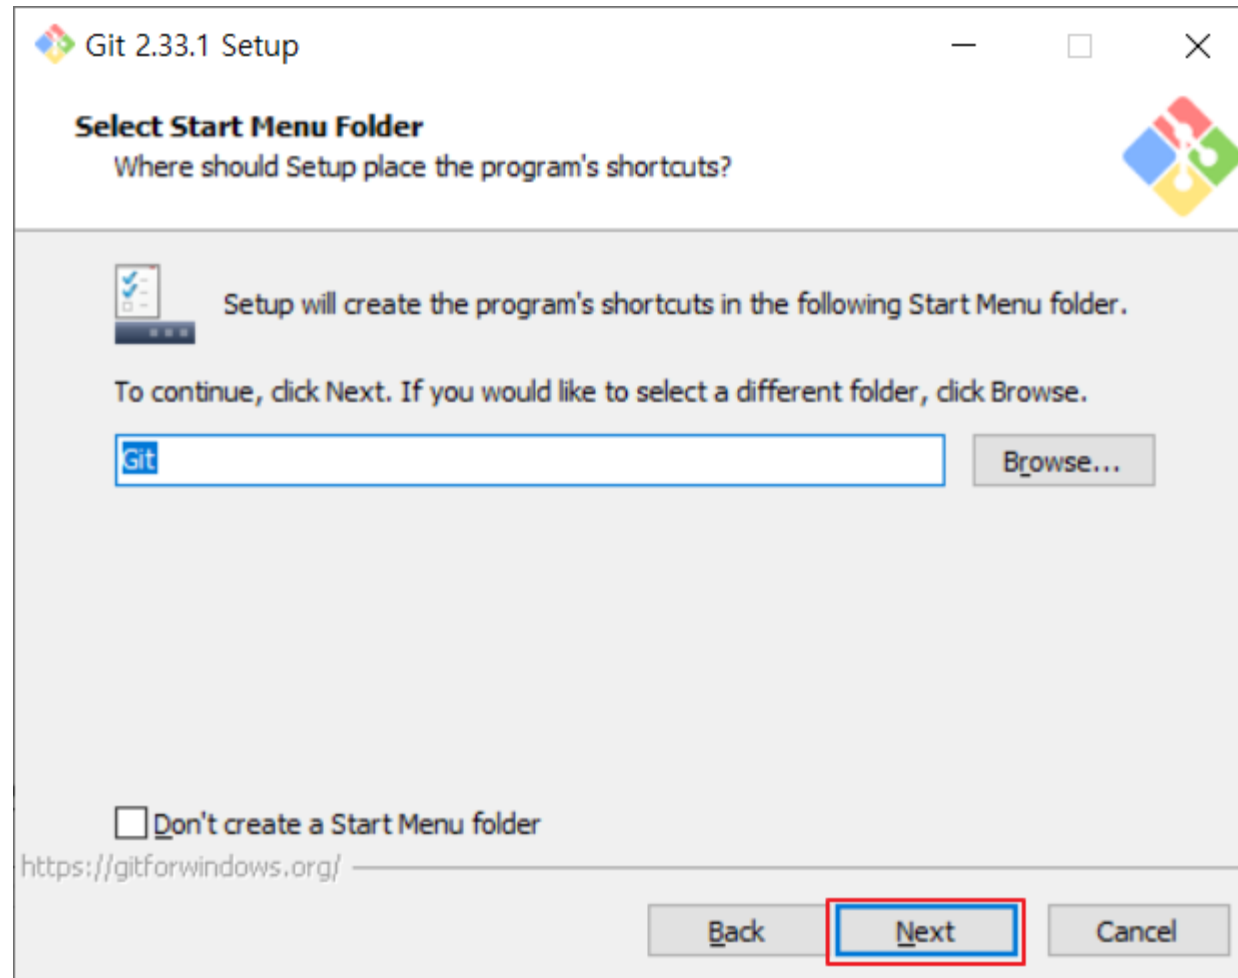 Git 2.33.1 Setup
Select Start Menu Folder
Where should Setup place the program's shortcuts?
Setup will create the program's shortcuts in the following Start Menu folder.
To continue, click Next. If you would like to select a different folder, click Browse.
Git
Browse...
Don't create a Start Menu folder
https://gitforwindows.org/
Back
Next
Cancel